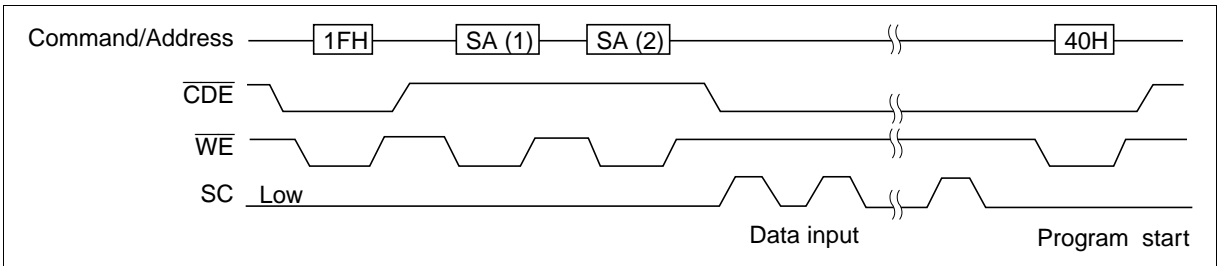 Command/Address 1FH SA (1) SA (2) 40H
CDE
WE
SC Low
Data input Program start